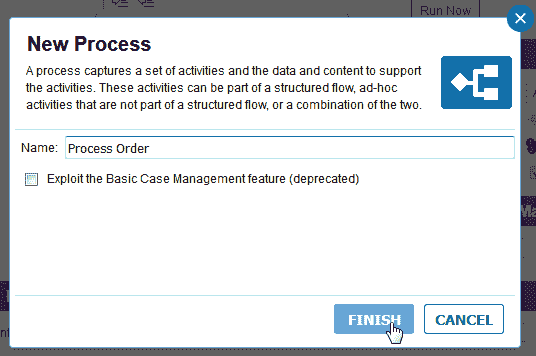 Run Now
New Process
A process captures a set of activities and the data and content to support
the activities. These activities can be part of a structured flow, ad-hoc
activities that are not part of a structured flow, or a combination of the two.
Name: Process Order
Exploit the Basic Case Management feature (deprecated)
FINISH CANCEL